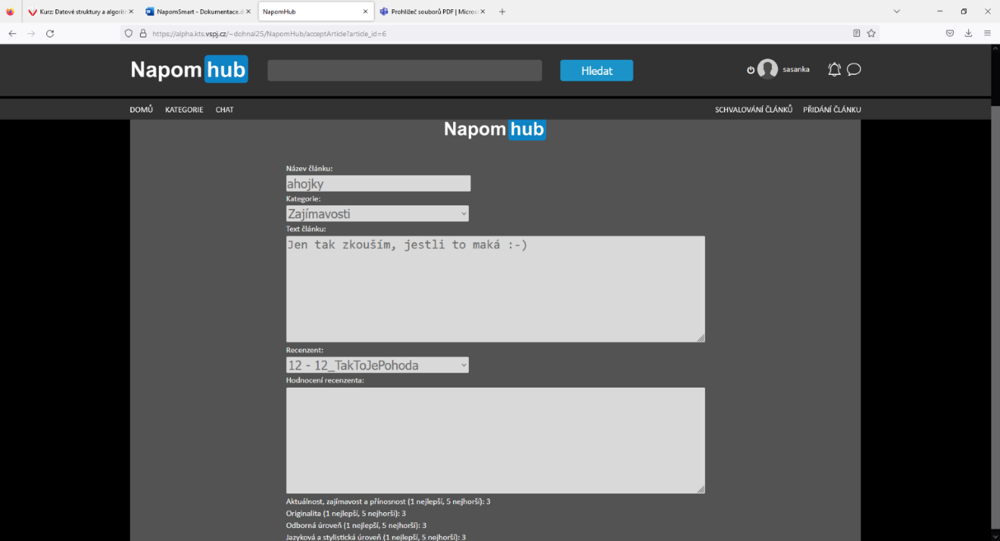 Kurz: Datové struktury a algoritm
NapomSmart - Dokumentace.d
NapomHub
Prohlížeč souborů PDF | Microso
https://alpha.kts.vspj.cz/~dohnal25/NapomHub/acceptArticle?article_id=6
Napom hub
Hledat
sasanka
DOMŮ KATEGORIE CHAT
SCHVALOVÁNÍ ČLÁNKŮ PŘIDÁNÍ ČLÁNKU
Napom hub
Název článku:
ahojky
Kategorie:
Zajímavosti
Text článku:
Jen tak zkouším, jestli to maká :-)
Recenzent:
12 - 12_TakToJePohoda
Hodnocení recenzenta:
Aktuálnost, zajímavost a přínosnost (1 nejlepší, 5 nejhorší): 3
Originalita (1 nejlepší, 5 nejhorší): 3
Odborná úroveň (1 nejlepší, 5 nejhorší): 3
Jazyková a stylistická úroveň (1 nejlepší, 5 nejhorší): 3